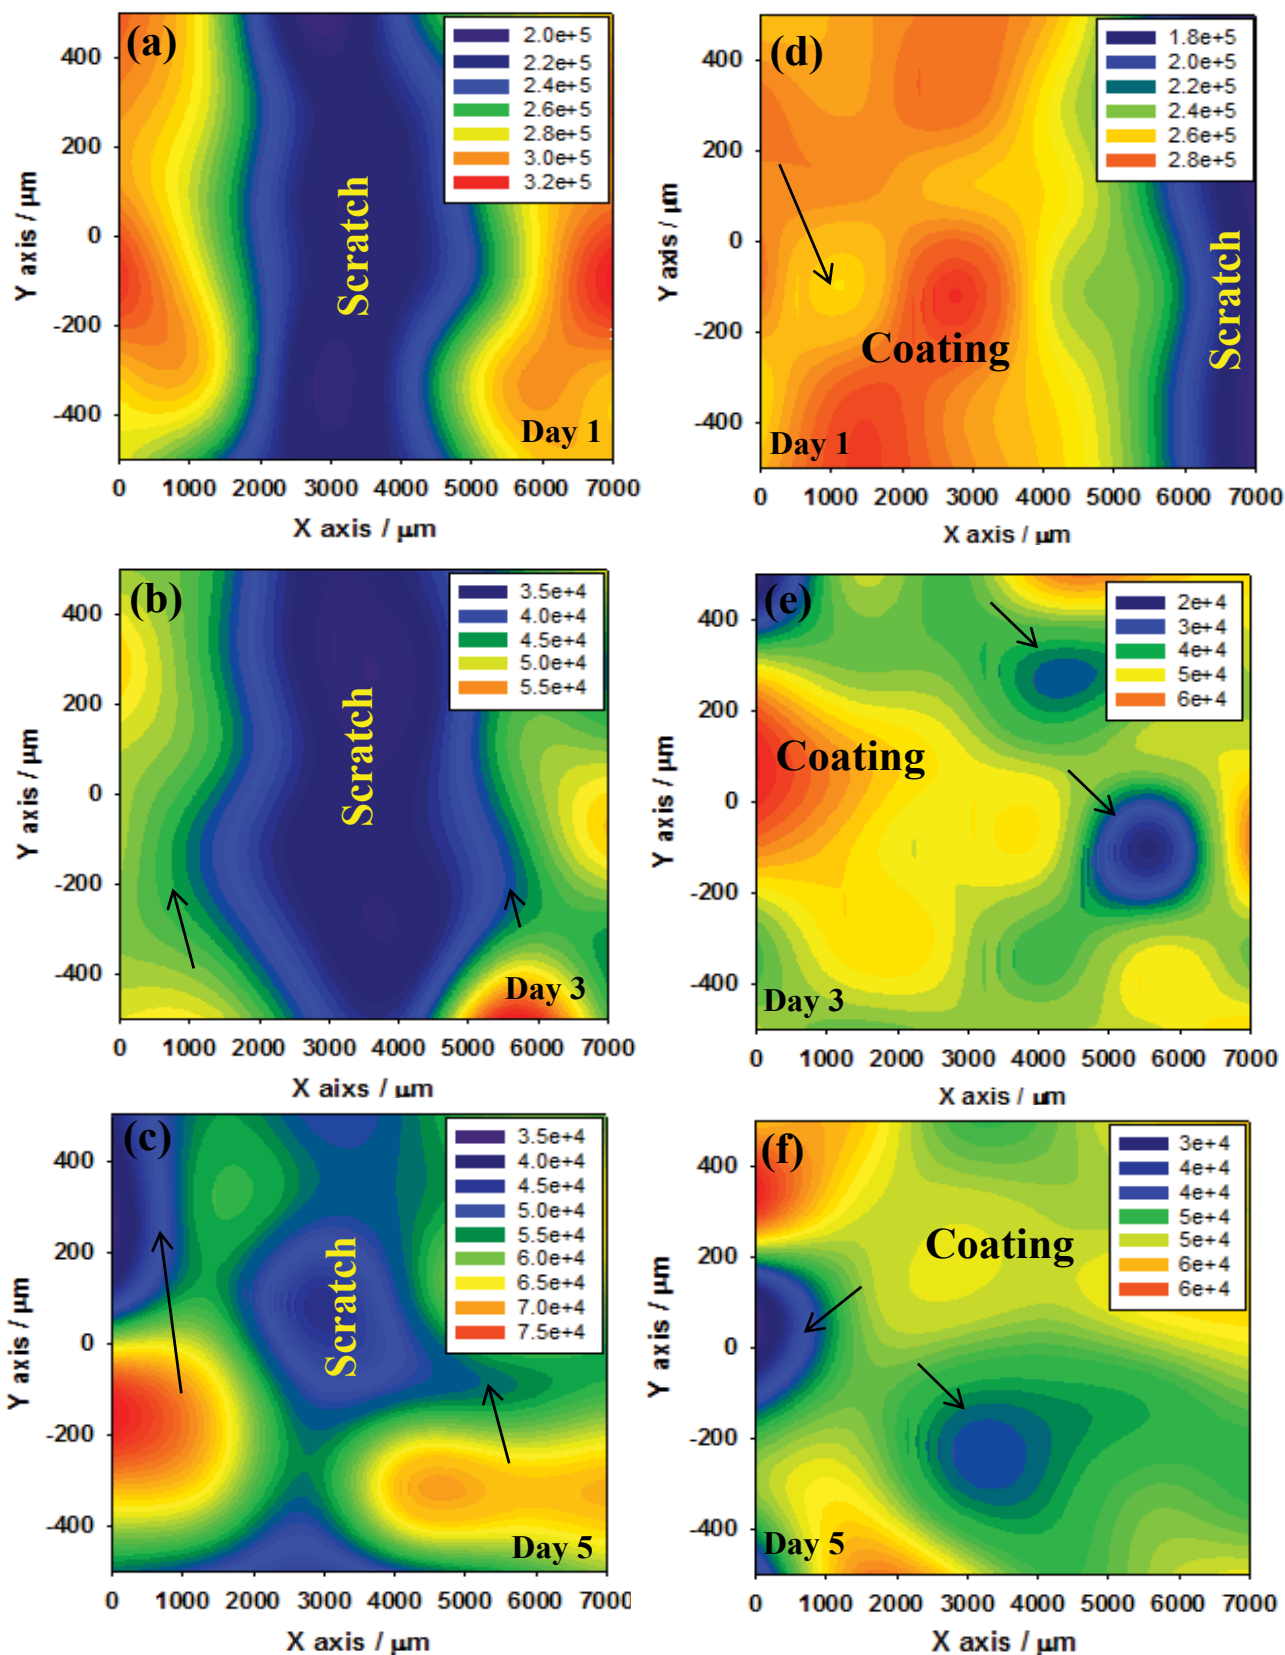 (a)
400
200
0
-200
-400
Y axis / μm
Scratch
2.0e+5
2.2e+5
2.4e+5
2.6e+5
2.8e+5
3.0e+5
3.2e+5
Day 1
0 1000 2000 3000 4000 5000 6000 7000
X axis / μm
(d)
400
200
0
-200
-400
Y axis / μm
1.8e+5
2.0e+5
2.2e+5
2.4e+5
2.6e+5
2.8e+5
Scratch
Coating
Day 1
0 1000 2000 3000 4000 5000 6000 7000
X axis / μm
(b)
400
200
0
-200
-400
Y axis / μm
Scratch
3.5e+4
4.0e+4
4.5e+4
5.0e+4
5.5e+4
Day 3
0 1000 2000 3000 4000 5000 6000 7000
X aixs / μm
(e)
400
200
0
-200
-400
Y axis / μm
2e+4
3e+4
4e+4
5e+4
6e+4
Coating
Day 3
0 1000 2000 3000 4000 5000 6000 7000
X axis / μm
(c)
400
200
0
-200
-400
Y axis / μm
Scratch
3.5e+4
4.0e+4
4.5e+4
5.0e+4
5.5e+4
6.0e+4
6.5e+4
7.0e+4
7.5e+4
Day 5
0 1000 2000 3000 4000 5000 6000 7000
X axis / μm
(f)
400
200
0
-200
-400
Y axis / μm
3e+4
4e+4
4e+4
5e+4
5e+4
6e+4
6e+4
Coating
Day 5
0 1000 2000 3000 4000 5000 6000 7000
X axis / μm